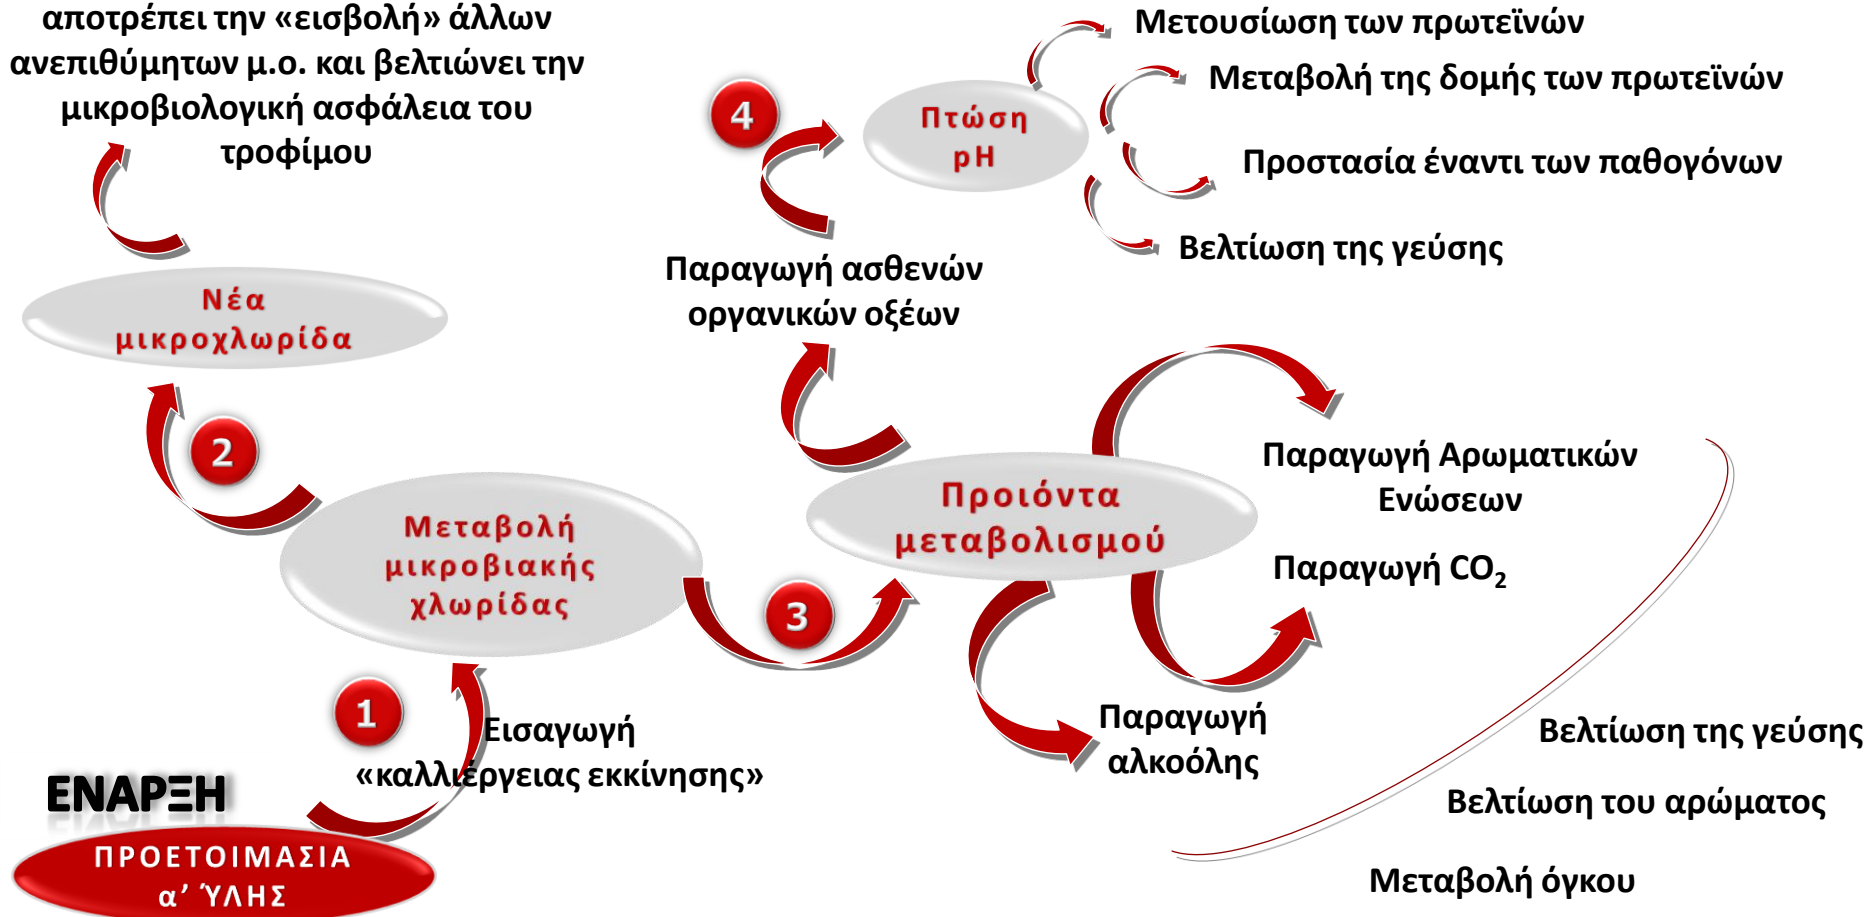 αποτρέπει την «εισβολή» άλλων
ανεπιθύμητων μ.ο. και βελτιώνει την
μικροβιολογική ασφάλεια του
τροφίμου
Νέα
μικροχλωρίδα
2
Μεταβολή
μικροβιακής
χλωρίδας
1
Εισαγωγή
«καλλιέργειας εκκίνησης»
ΕΝΑΡΞΗ
ΠΡΟΕΤΟΙΜΑΣΙΑ
α’ ΎΛΗΣ
3
Προιόντα
μεταβολισμού
Παραγωγή ασθενών
οργανικών οξέων
4
Πτώση
pH
Μετουσίωση των πρωτεϊνών
Μεταβολή της δομής των πρωτεϊνών
Προστασία έναντι των παθογόνων
Βελτίωση της γεύσης
Παραγωγή Αρωματικών
Ενώσεων
Παραγωγή CO₂
Παραγωγή
αλκοόλης
Βελτίωση της γεύσης
Βελτίωση του αρώματος
Μεταβολή όγκου